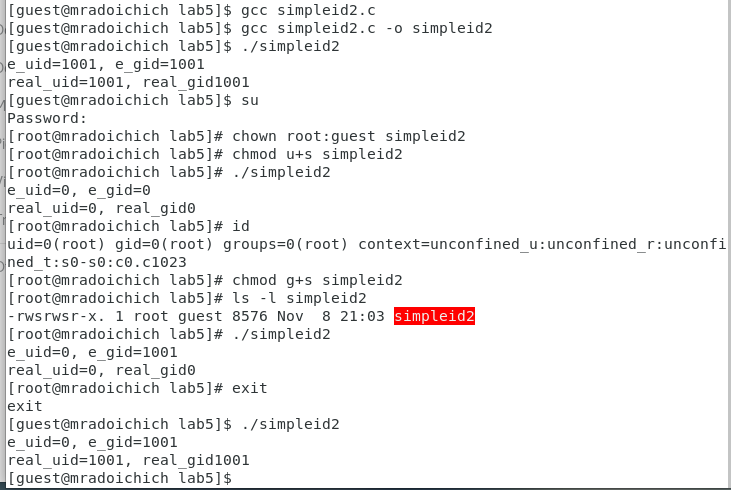 [guest@mradoichich lab5]$ gcc simpleid2.c
[guest@mradoichich lab5]$ gcc simpleid2.c -o simpleid2
[guest@mradoichich lab5]$ ./simpleid2
e_uid=1001, e_gid=1001
real_uid=1001, real_gid1001
[guest@mradoichich lab5]$ su
Password:
[root@mradoichich lab5]# chown root:guest simpleid2
[root@mradoichich lab5]# chmod u+s simpleid2
[root@mradoichich lab5]# ./simpleid2
e_uid=0, e_gid=0
real_uid=0, real_gid0
[root@mradoichich lab5]# id
uid=0(root) gid=0(root) groups=0(root) context=unconfined_u:unconfined_r:unconfi
ned_t:s0-s0:c0.c1023
[root@mradoichich lab5]# chmod g+s simpleid2
[root@mradoichich lab5]# ls -l simpleid2
-rwsrwsr-x. 1 root guest 8576 Nov  8 21:03 simpleid2
[root@mradoichich lab5]# ./simpleid2
e_uid=0, e_gid=1001
real_uid=0, real_gid0
[root@mradoichich lab5]# exit
exit
[guest@mradoichich lab5]$ ./simpleid2
e_uid=0, e_gid=1001
real_uid=1001, real_gid1001
[guest@mradoichich lab5]$